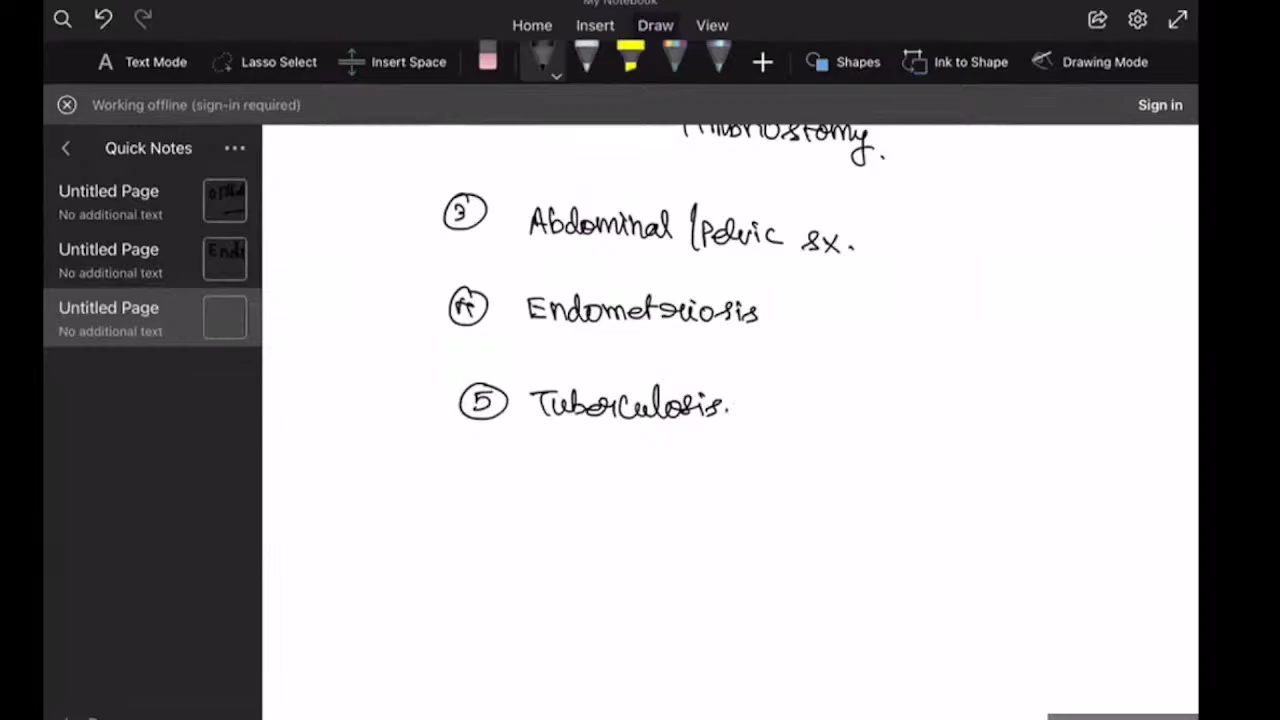 My Notebook
Home Insert Draw View
Text Mode Lasso Select Insert Space Shapes Ink to Shape Drawing Mode
Working offline (sign-in required) Sign in
Quick Notes
Untitled Page
No additional text
Untitled Page
No additional text
Untitled Page
No additional text
3 Abdominal / Pelvic sx.
Endometriosis
5 Tuberculosis.